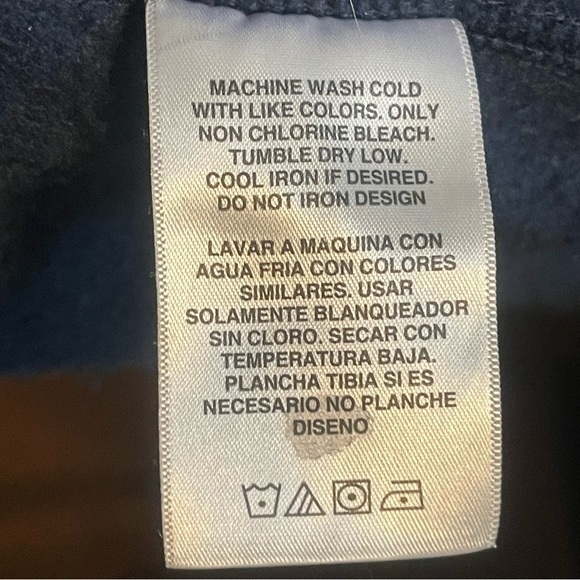 MACHINE WASH COLD
WITH LIKE COLORS. ONLY
NON CHLORINE BLEACH.
TUMBLE DRY LOW.
COOL IRON IF DESIRED.
DO NOT IRON DESIGN
LAVAR A MAQUINA CON
AGUA FRIA CON COLORES
SIMILARES. USAR
SOLAMENTE BLANQUEADOR
SIN CLORO. SECAR CON
TEMPERATURA BAJA.
PLANCHA TIBIA SI ES
NECESARIO NO PLANCHE
DISENO